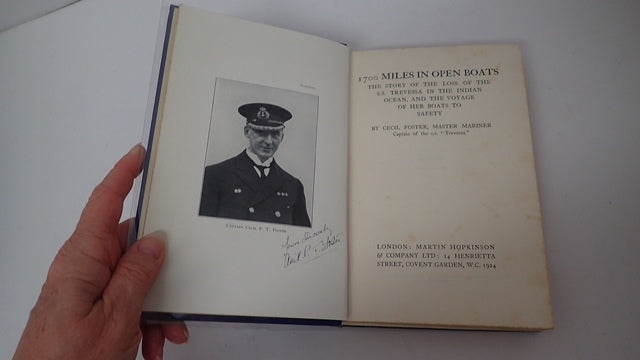 CAPTAIN CECIL P. T. FOSTER
Yours Sincerely
Cecil P. T. Foster
1700 MILES IN OPEN BOATS
THE STORY OF THE LOSS OF THE
S.S. TREVESSA IN THE INDIAN
OCEAN, AND THE VOYAGE
OF HER BOATS TO
SAFETY
BY CECIL FOSTER, MASTER MARINER
Captain of the s.s. "Trevessa"
LONDON: MARTIN HOPKINSON
& COMPANY LTD: 14 HENRIETTA
STREET, COVENT GARDEN, W.C. 1924